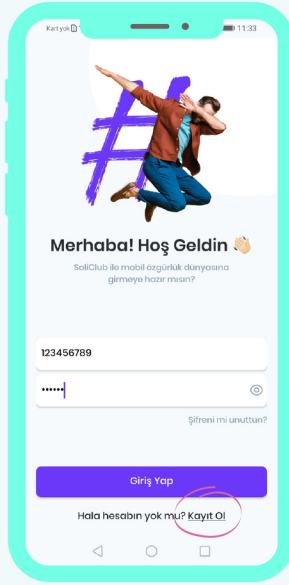 Kart yok
11:33
Merhaba! Hoş Geldin
SoliClub ile mobil özgürlük dünyasına
girmeye hazır mısın?
123456789
••••••
Şifreni mi unuttun?
Giriş Yap
Hala hesabın yok mu? Kayıt Ol